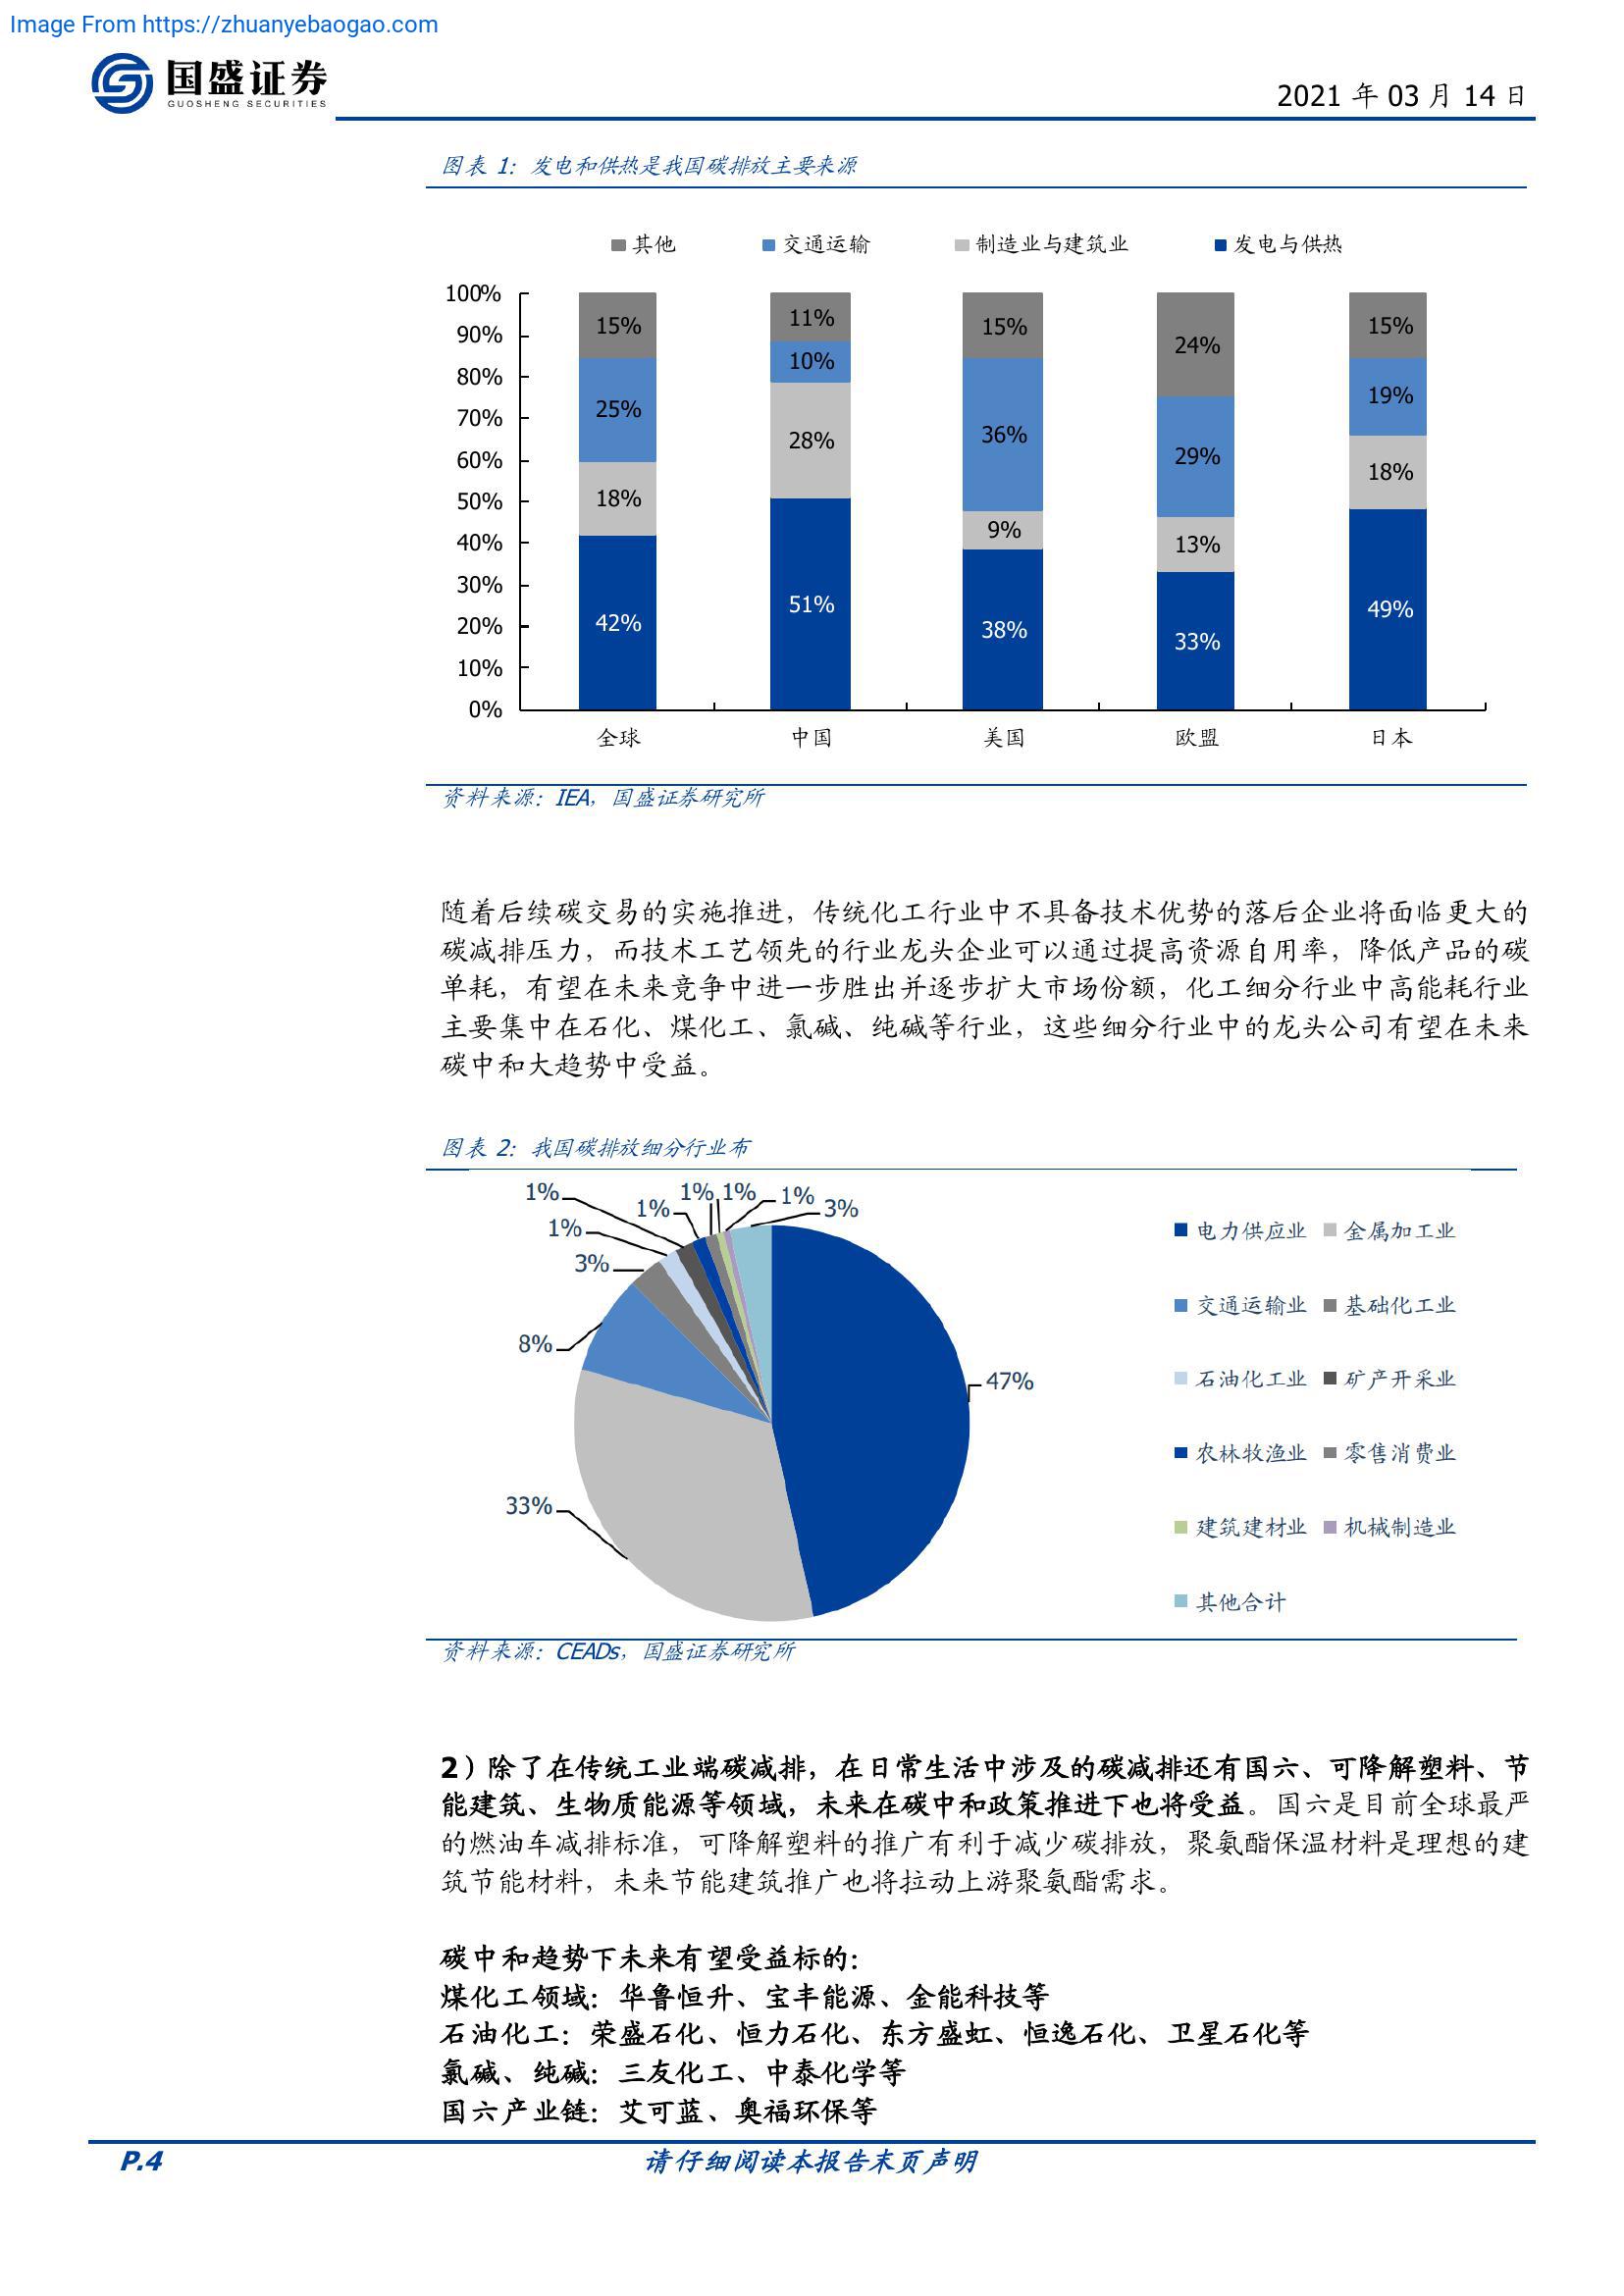 Image From https://zhuanyebaogao.com
国盛证券
GUOSHENG SECURITIES
2021 年 03 月 14 日
图表 1：发电和供热是我国碳排放主要来源
其他 交通运输 制造业与建筑业 发电与供热
100%
90%
80%
70%
60%
50%
40%
30%
20%
10%
0%
15% 11% 15% 24% 15%
25% 10% 36% 29% 19%
18% 28% 9% 13% 18%
42% 51% 38% 33% 49%
全球 中国 美国 欧盟 日本
资料来源：IEA，国盛证券研究所
随着后续碳交易的实施推进，传统化工行业中不具备技术优势的落后企业将面临更大的
碳减排压力，而技术工艺领先的行业龙头企业可以通过提高资源自用率，降低产品的碳
单耗，有望在未来竞争中进一步胜出并逐步扩大市场份额，化工细分行业中高能耗行业
主要集中在石化、煤化工、氯碱、纯碱等行业，这些细分行业中的龙头公司有望在未来
碳中和大趋势中受益。
图表 2：我国碳排放细分行业布
1% 1% 1% 1% 1% 3%
1%
3%
8%
47%
33%
电力供应业 金属加工业
交通运输业 基础化工业
石油化工业 矿产开采业
农林牧渔业 零售消费业
建筑建材业 机械制造业
其他合计
资料来源：CEADs，国盛证券研究所
2）除了在传统工业端碳减排，在日常生活中涉及的碳减排还有国六、可降解塑料、节
能建筑、生物质能源等领域，未来在碳中和政策推进下也将受益。国六是目前全球最严
的燃油车减排标准，可降解塑料的推广有利于减少碳排放，聚氨酯保温材料是理想的建
筑节能材料，未来节能建筑推广也将拉动上游聚氨酯需求。
碳中和趋势下未来有望受益标的：
煤化工领域：华鲁恒升、宝丰能源、金能科技等
石油化工：荣盛石化、恒力石化、东方盛虹、恒逸石化、卫星石化等
氯碱、纯碱：三友化工、中泰化学等
国六产业链：艾可蓝、奥福环保等
P.4 请仔细阅读本报告末页声明